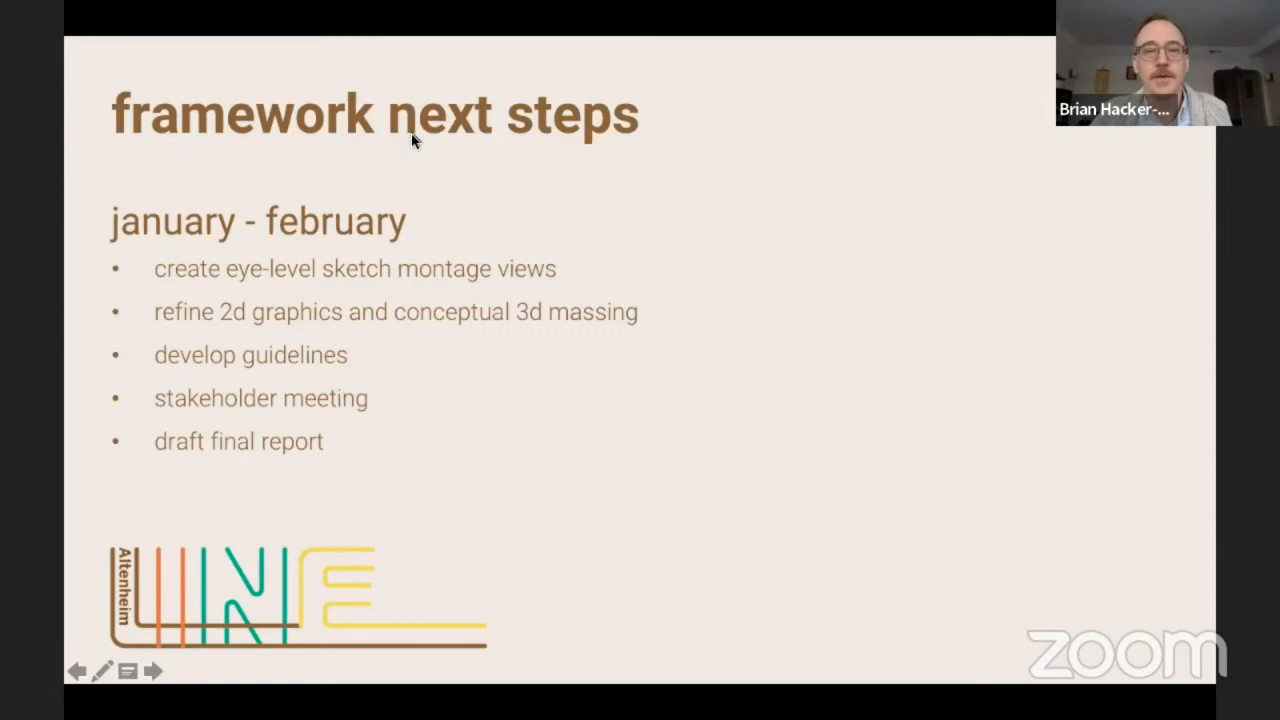 framework next steps
Brian Hacker-...
january - february
• create eye-level sketch montage views
• refine 2d graphics and conceptual 3d massing
• develop guidelines
• stakeholder meeting
• draft final report
Altenheim
LINE
zoom